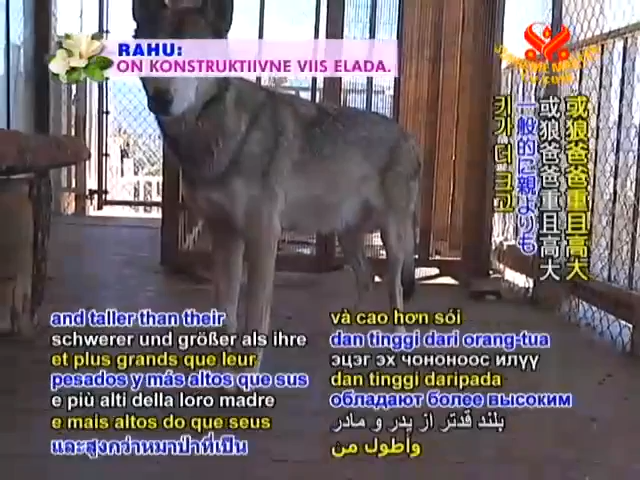 RAHU:
ON KONSTRUKTIIVNE VIIS ELADA.
키가 더 크고
一般的に親よりも
或狼爸爸重且高大
或狼爸爸重且高大
and taller than their
schwerer und größer als ihre
et plus grands que leur
pesados y más altos que sus
e più alti della loro madre
e mais altos do que seus
และสูงกว่าหมาป่าที่เป็น
và cao hơn sói
dan tinggi dari orang-tua
эцэг эх чононоос илүү
dan tinggi daripada
обладают более высоким
بلند قدتر از پدر و مادر
وأطول من